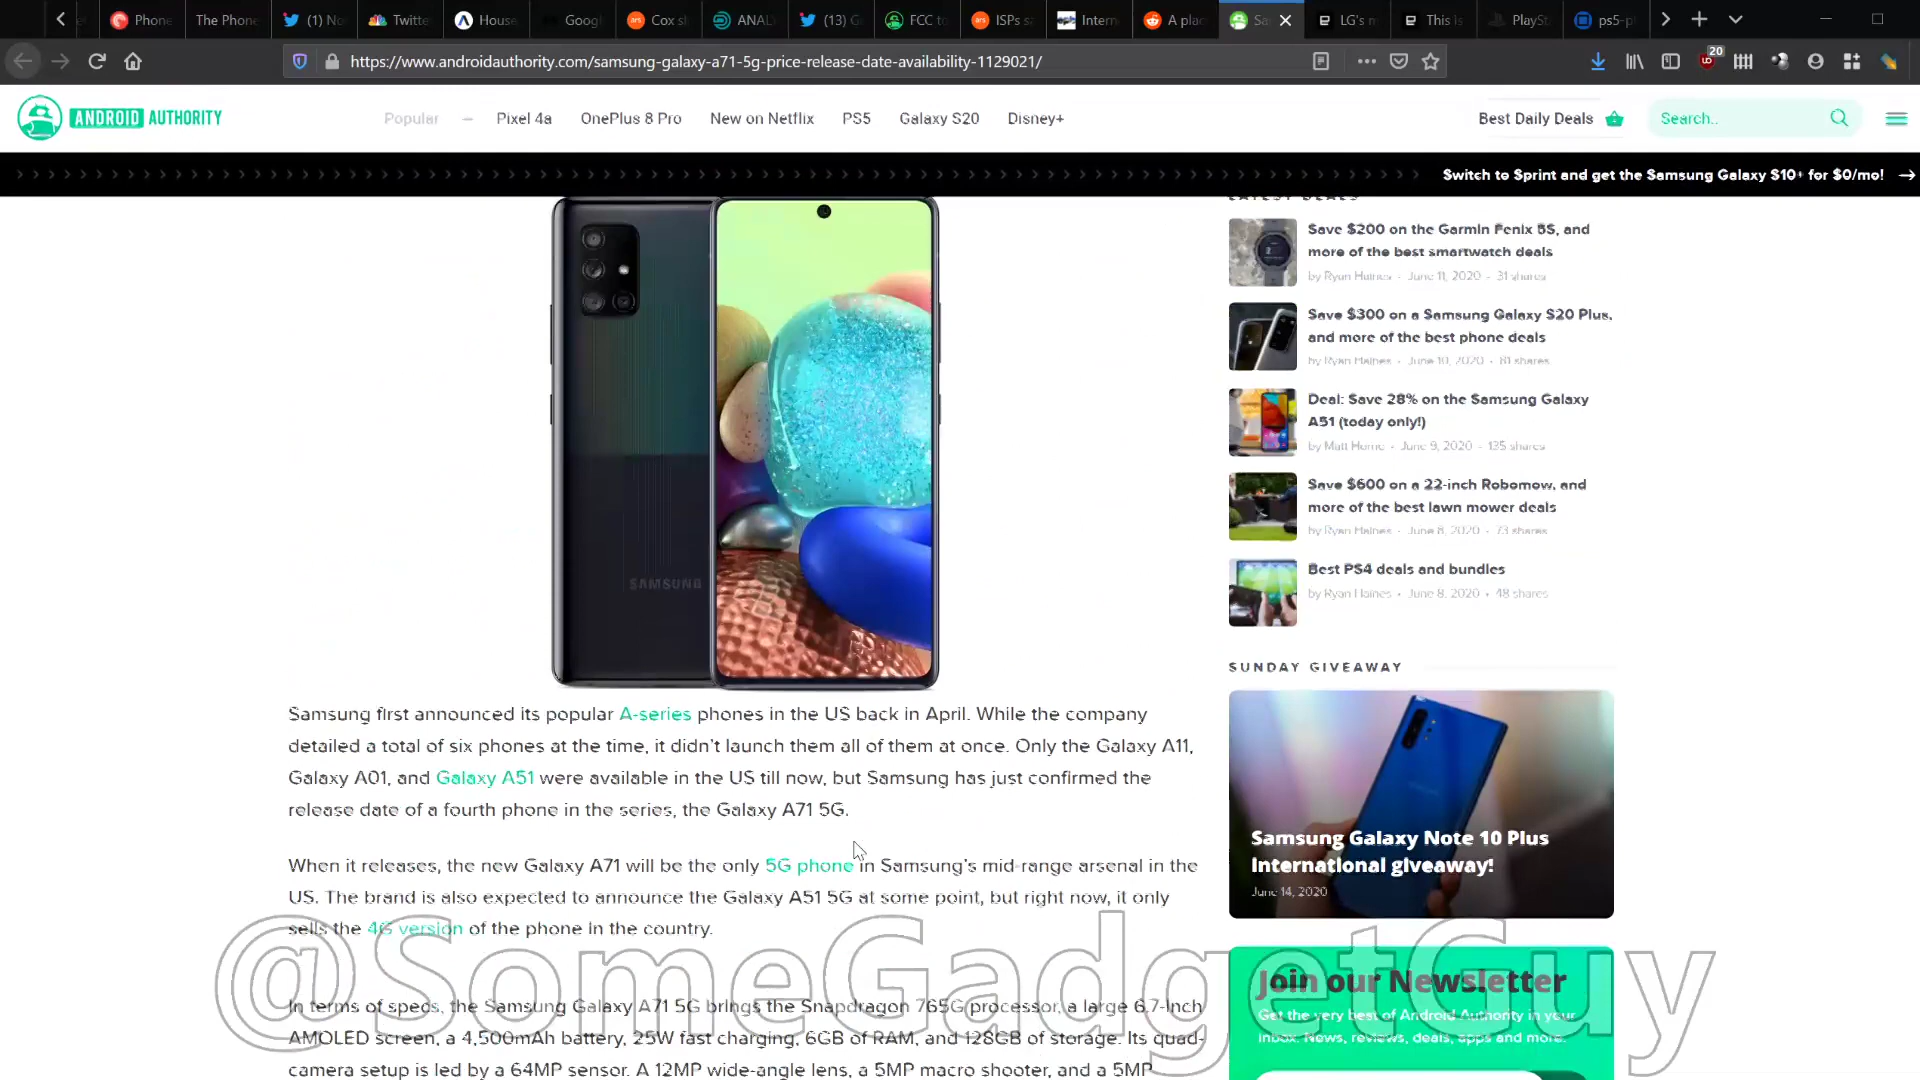 Phone
The Phone
(1) No
Twitte
House
Googl
Cox sl
ANAL
(13) G
FCC to
ISPs sa
Intern
A plac
Sa
LG's n
This is
PlaySt
ps5-pl
https://www.androidauthority.com/samsung-galaxy-a71-5g-price-release-date-availability-1129021/
20
ANDROID AUTHORITY
Popular
Pixel 4a
OnePlus 8 Pro
New on Netflix
PS5
Galaxy S20
Disney+
Best Daily Deals
Search..
Switch to Sprint and get the Samsung Galaxy S10+ for $0/mo!
LATEST DEALS
Save $200 on the Garmin Fenix 5S, and
more of the best smartwatch deals
by Ryan Haines - June 11, 2020 - 31 shares
Save $300 on a Samsung Galaxy S20 Plus,
and more of the best phone deals
by Ryan Haines - June 10, 2020 - 61 shares
Deal: Save 28% on the Samsung Galaxy
A51 (today only!)
by Matt Horne - June 9, 2020 - 135 shares
Save $600 on a 22-inch Robomow, and
more of the best lawn mower deals
by Ryan Haines - June 8, 2020 - 73 shares
Best PS4 deals and bundles
by Ryan Haines - June 8, 2020 - 48 shares
SAMSUNG
SUNDAY GIVEAWAY
Samsung Galaxy Note 10 Plus
international giveaway!
June 14, 2020
Samsung first announced its popular A-series phones in the US back in April. While the company
detailed a total of six phones at the time, it didn't launch them all of them at once. Only the Galaxy A11,
Galaxy A01, and Galaxy A51 were available in the US till now, but Samsung has just confirmed the
release date of a fourth phone in the series, the Galaxy A71 5G.
When it releases, the new Galaxy A71 will be the only 5G phone in Samsung's mid-range arsenal in the
US. The brand is also expected to announce the Galaxy A51 5G at some point, but right now, it only
sells the 4G version of the phone in the country.
@SomeGadgetGuy
In terms of specs, the Samsung Galaxy A71 5G brings the Snapdragon 765G processor, a large 6.7-inch
AMOLED screen, a 4,500mAh battery, 25W fast charging, 6GB of RAM, and 128GB of storage. Its quad-
camera setup is led by a 64MP sensor. A 12MP wide-angle lens, a 5MP macro shooter, and a 5MP
Join our Newsletter
Get the very best of Android Authority in your
inbox. News, reviews, deals, apps and more.